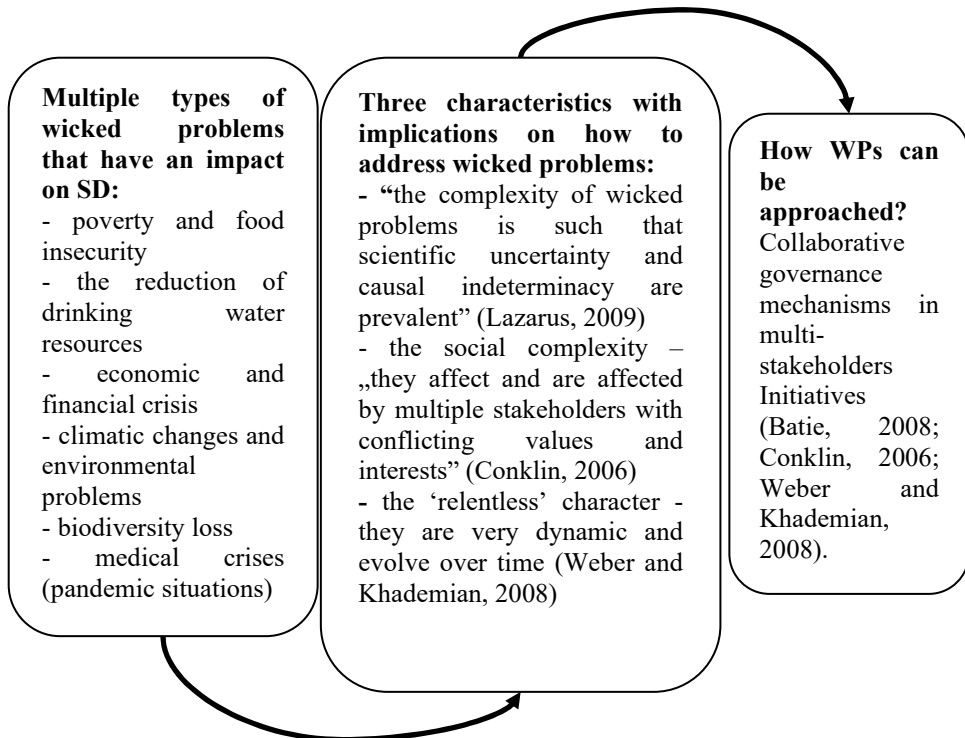 Multiple types of
wicked problems
that have an impact
on SD:
- poverty and food
insecurity
- the reduction of
drinking water
resources
- economic and
financial crisis
- climatic changes and
environmental
problems
- biodiversity loss
- medical crises
(pandemic situations)
Three characteristics with
implications on how to
address wicked problems:
- “the complexity of wicked
problems is such that
scientific uncertainty and
causal indeterminacy are
prevalent” (Lazarus, 2009)
- the social complexity –
„they affect and are affected
by multiple stakeholders with
conflicting values and
interests” (Conklin, 2006)
- the ‘relentless’ character -
they are very dynamic and
evolve over time (Weber and
Khademian, 2008)
How WPs can
be
approached?
Collaborative
governance
mechanisms in
multi-
stakeholders
Initiatives
(Batie, 2008;
Conklin, 2006;
Weber and
Khademian,
2008).